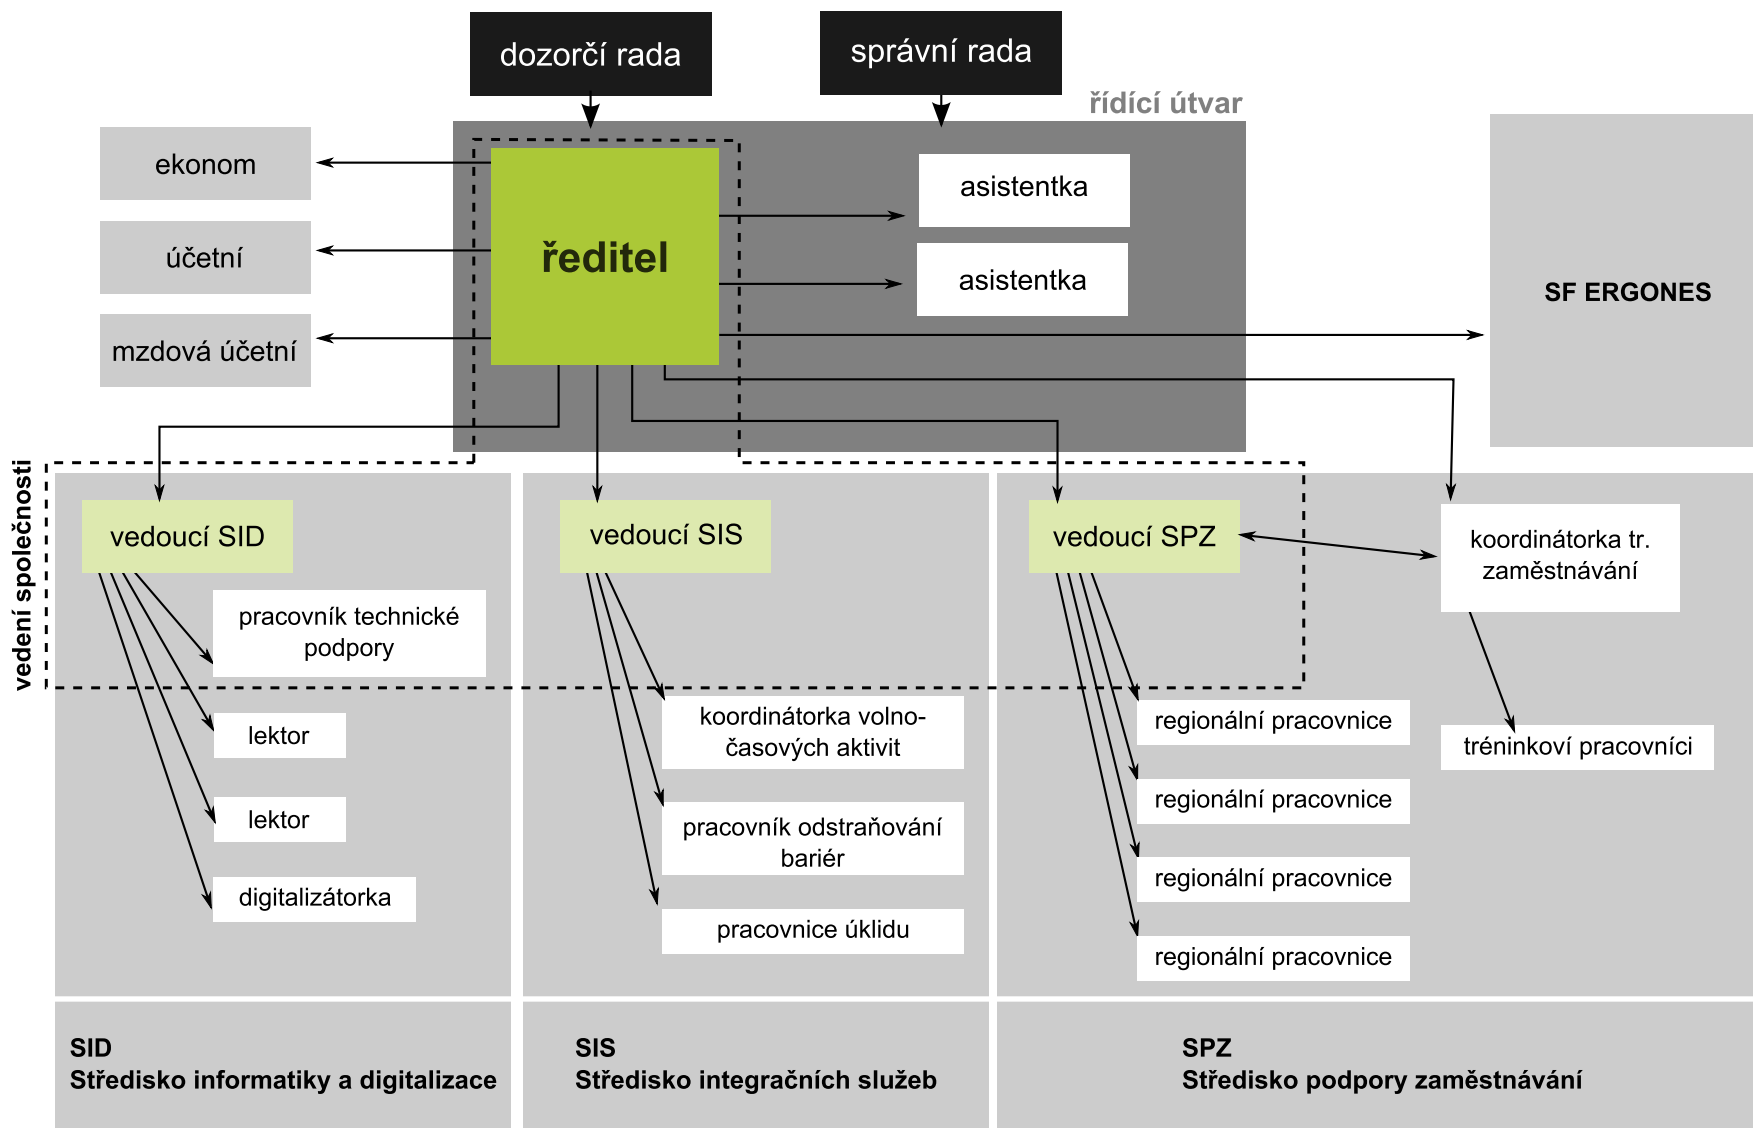 dozorčí rada
správní rada
řídící útvar
ekonom
účetní
mzdová účetní
ředitel
asistentka
asistentka
SF ERGONES
vedení společnosti
vedoucí SID
pracovník technické
podpory
lektor
lektor
digitalizátorka
vedoucí SIS
koordinátorka volno-
časových aktivit
pracovník odstraňování
bariér
pracovnice úklidu
vedoucí SPZ
regionální pracovnice
regionální pracovnice
regionální pracovnice
regionální pracovnice
koordinátorka tr.
zaměstnávání
tréninkoví pracovníci
SID
Středisko informatiky a digitalizace
SIS
Středisko integračních služeb
SPZ
Středisko podpory zaměstnávání